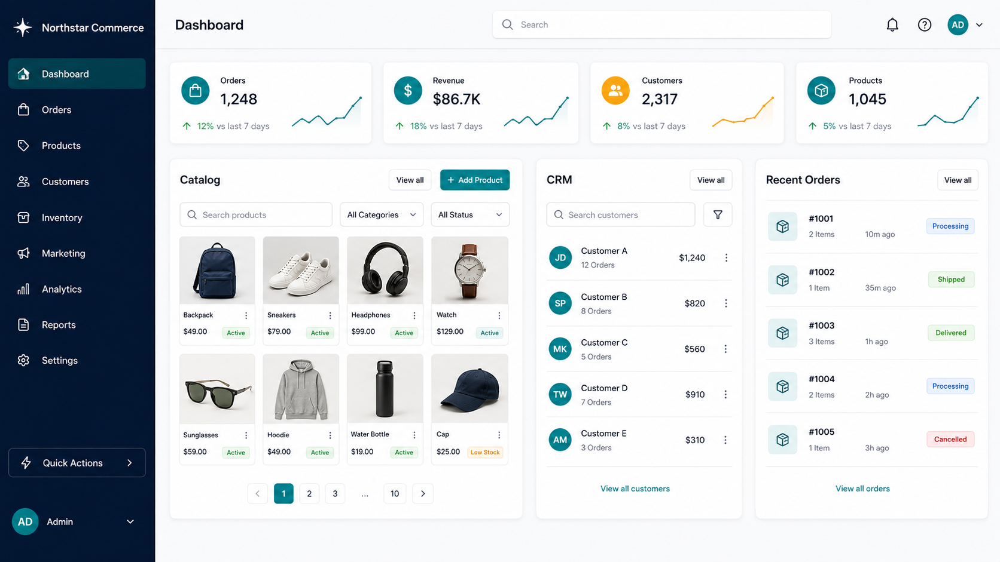 Northstar Commerce
Dashboard
Orders
Products
Customers
Inventory
Marketing
Analytics
Reports
Settings
Quick Actions
AD
Admin
Dashboard
Search
AD
Orders
1,248
12% vs last 7 days
Revenue
$
$86.7K
18% vs last 7 days
Customers
2,317
8% vs last 7 days
Products
1,045
5% vs last 7 days
Catalog
View all
+ Add Product
Search products
All Categories
All Status
Backpack
$49.00
Active
Sneakers
$79.00
Active
Headphones
$99.00
Active
Watch
$129.00
Active
Sunglasses
$59.00
Active
Hoodie
$49.00
Active
Water Bottle
$19.00
Active
Cap
$25.00
Low Stock
1
2
3
...
10
CRM
View all
Search customers
JD
Customer A
12 Orders
$1,240
SP
Customer B
8 Orders
$820
MK
Customer C
5 Orders
$560
TW
Customer D
7 Orders
$910
AM
Customer E
3 Orders
$310
View all customers
Recent Orders
View all
#1001
2 Items
10m ago
Processing
#1002
1 Item
35m ago
Shipped
#1003
3 Items
1h ago
Delivered
#1004
2 Items
2h ago
Processing
#1005
1 Item
3h ago
Cancelled
View all orders